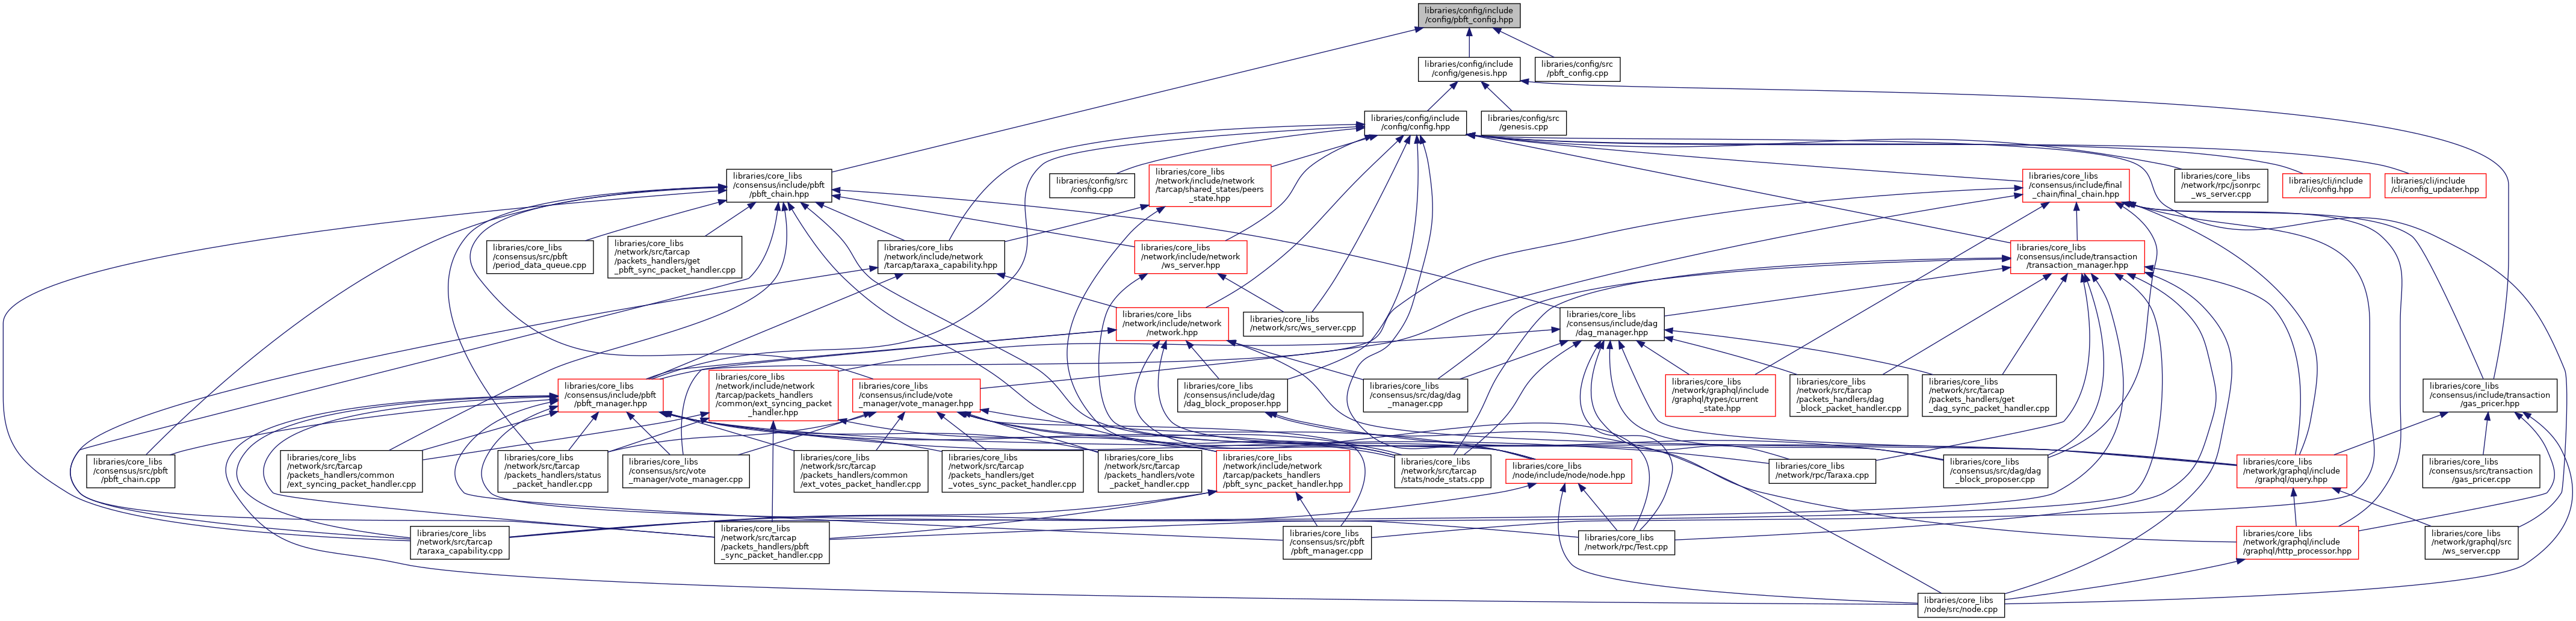 libraries/config/include
/config/pbft_config.hpp
libraries/config/include
/config/genesis.hpp
libraries/config/src
/pbft_config.cpp
libraries/config/include
/config/config.hpp
libraries/config/src
/genesis.cpp
libraries/core_libs
/consensus/include/pbft
/pbft_chain.hpp
libraries/config/src
/config.cpp
libraries/core_libs
/network/include/network
/tarcap/shared_states/peers
_state.hpp
libraries/core_libs
/consensus/include/final
_chain/final_chain.hpp
libraries/core_libs
/network/rpc/jsonrpc
_ws_server.cpp
libraries/cli/include
/cli/config.hpp
libraries/cli/include
/cli/config_updater.hpp
libraries/core_libs
/consensus/src/pbft
/period_data_queue.cpp
libraries/core_libs
/network/src/tarcap
/packets_handlers/get
_pbft_sync_packet_handler.cpp
libraries/core_libs
/network/include/network
/tarcap/taraxa_capability.hpp
libraries/core_libs
/network/include/network
/ws_server.hpp
libraries/core_libs
/consensus/include/transaction
/transaction_manager.hpp
libraries/core_libs
/network/include/network
/network.hpp
libraries/core_libs
/network/src/ws_server.cpp
libraries/core_libs
/consensus/include/dag
/dag_manager.hpp
libraries/core_libs
/consensus/include/pbft
/pbft_manager.hpp
libraries/core_libs
/network/include/network
/tarcap/packets_handlers
/common/ext_syncing_packet
_handler.hpp
libraries/core_libs
/consensus/include/vote
_manager/vote_manager.hpp
libraries/core_libs
/consensus/include/dag
/dag_block_proposer.hpp
libraries/core_libs
/consensus/src/dag/dag
_manager.cpp
libraries/core_libs
/network/graphql/include
/graphql/types/current
_state.hpp
libraries/core_libs
/network/src/tarcap
/packets_handlers/dag
_block_packet_handler.cpp
libraries/core_libs
/network/src/tarcap
/packets_handlers/get
_dag_sync_packet_handler.cpp
libraries/core_libs
/consensus/include/transaction
/gas_pricer.hpp
libraries/core_libs
/consensus/src/pbft
/pbft_chain.cpp
libraries/core_libs
/network/src/tarcap
/packets_handlers/common
/ext_syncing_packet_handler.cpp
libraries/core_libs
/network/src/tarcap
/packets_handlers/status
_packet_handler.cpp
libraries/core_libs
/consensus/src/vote
_manager/vote_manager.cpp
libraries/core_libs
/network/src/tarcap
/packets_handlers/common
/ext_votes_packet_handler.cpp
libraries/core_libs
/network/src/tarcap
/packets_handlers/get
_votes_sync_packet_handler.cpp
libraries/core_libs
/network/src/tarcap
/packets_handlers/vote
_packet_handler.cpp
libraries/core_libs
/network/include/network
/tarcap/packets_handlers
/pbft_sync_packet_handler.hpp
libraries/core_libs
/network/src/tarcap
/stats/node_stats.cpp
libraries/core_libs
/node/include/node/node.hpp
libraries/core_libs
/network/rpc/Taraxa.cpp
libraries/core_libs
/consensus/src/dag/dag
_block_proposer.cpp
libraries/core_libs
/network/graphql/include
/graphql/query.hpp
libraries/core_libs
/consensus/src/transaction
/gas_pricer.cpp
libraries/core_libs
/network/src/tarcap
/taraxa_capability.cpp
libraries/core_libs
/network/src/tarcap
/packets_handlers/pbft
_sync_packet_handler.cpp
libraries/core_libs
/consensus/src/pbft
/pbft_manager.cpp
libraries/core_libs
/network/rpc/Test.cpp
libraries/core_libs
/network/graphql/include
/graphql/http_processor.hpp
libraries/core_libs
/network/graphql/src
/ws_server.cpp
libraries/core_libs
/node/src/node.cpp